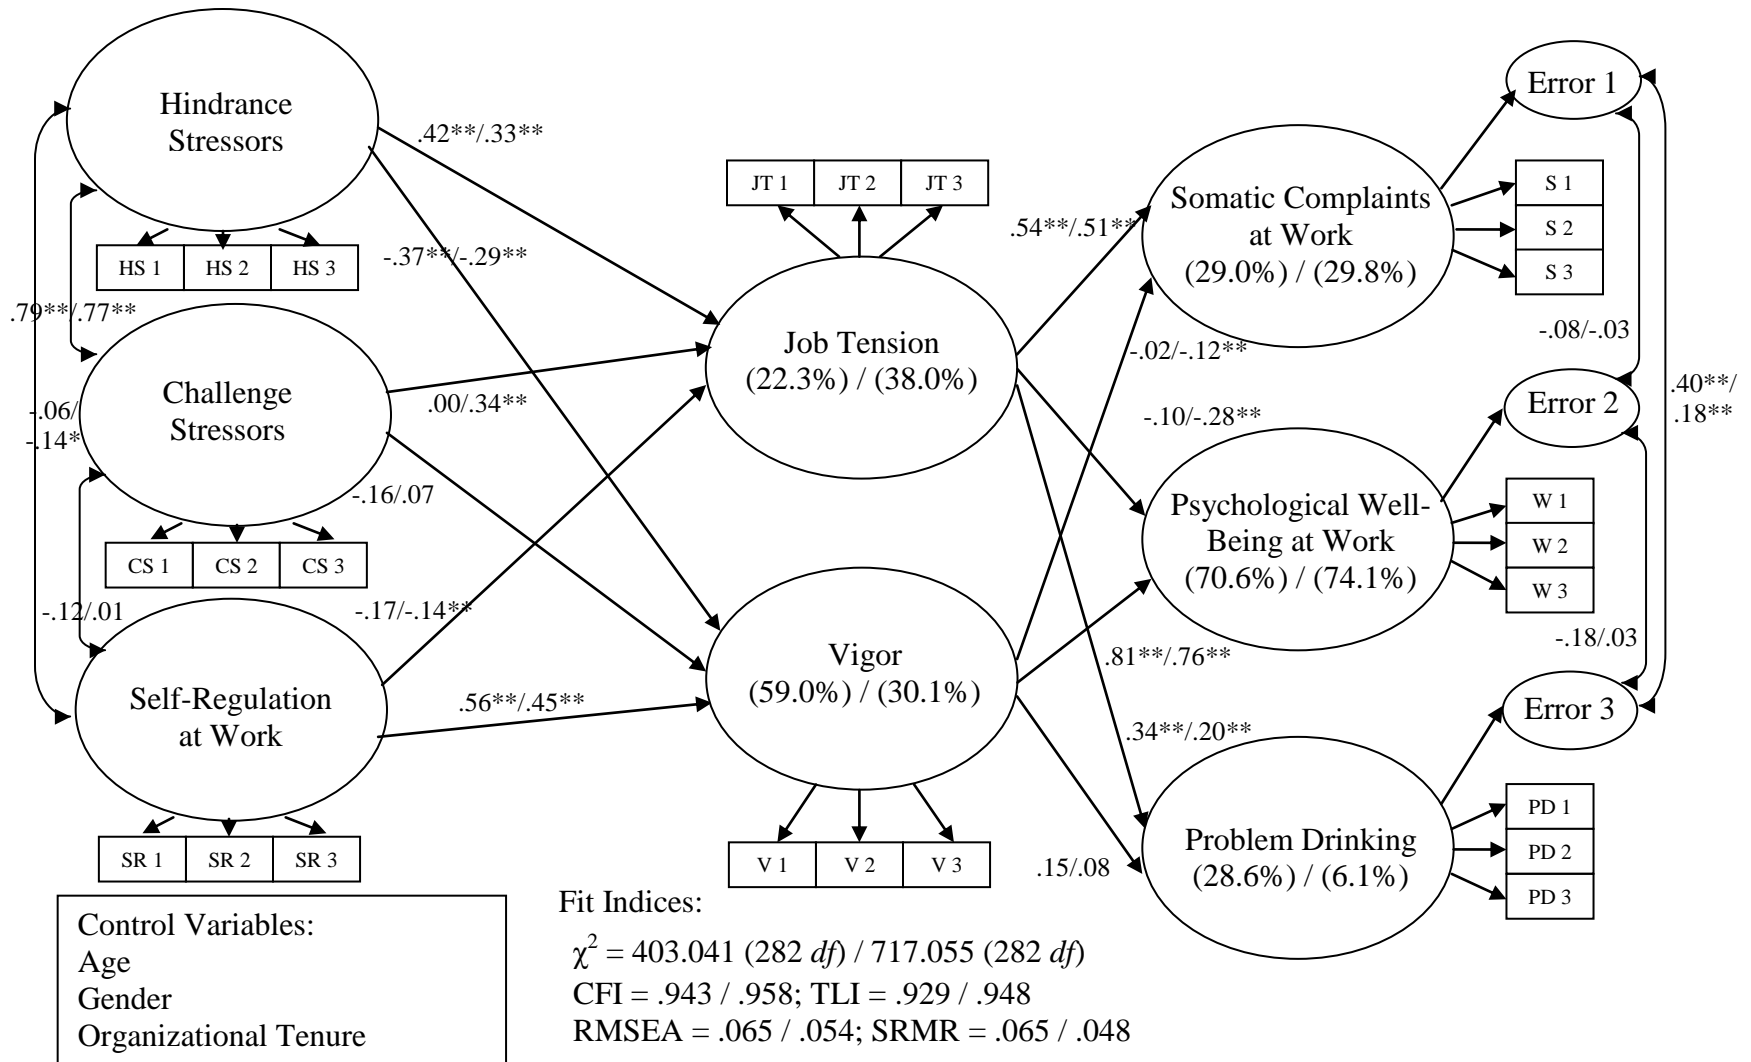 Hindrance
Stressors
HS 1 HS 2 HS 3
.79**/.77**
Challenge
Stressors
-.06/
-.14*
CS 1 CS 2 CS 3
-.12/.01
Self-Regulation
at Work
SR 1 SR 2 SR 3
.42**/.33**
-.37**/-.29**
.00/.34**
-.16/.07
-.17/-.14**
.56**/.45**
JT 1 JT 2 JT 3
Job Tension
(22.3%) / (38.0%)
Vigor
(59.0%) / (30.1%)
V 1 V 2 V 3
.54**/.51**
-.02/-.12**
-.10/-.28**
.81**/.76**
.34**/.20**
.15/.08
Somatic Complaints
at Work
(29.0%) / (29.8%)
S 1
S 2
S 3
Psychological Well-
Being at Work
(70.6%) / (74.1%)
W 1
W 2
W 3
Problem Drinking
(28.6%) / (6.1%)
PD 1
PD 2
PD 3
Error 1
-.08/-.03
Error 2
.40**/
.18**
-.18/.03
Error 3
Control Variables:
Age
Gender
Organizational Tenure
Fit Indices:
χ² = 403.041 (282 df) / 717.055 (282 df)
CFI = .943 / .958; TLI = .929 / .948
RMSEA = .065 / .054; SRMR = .065 / .048